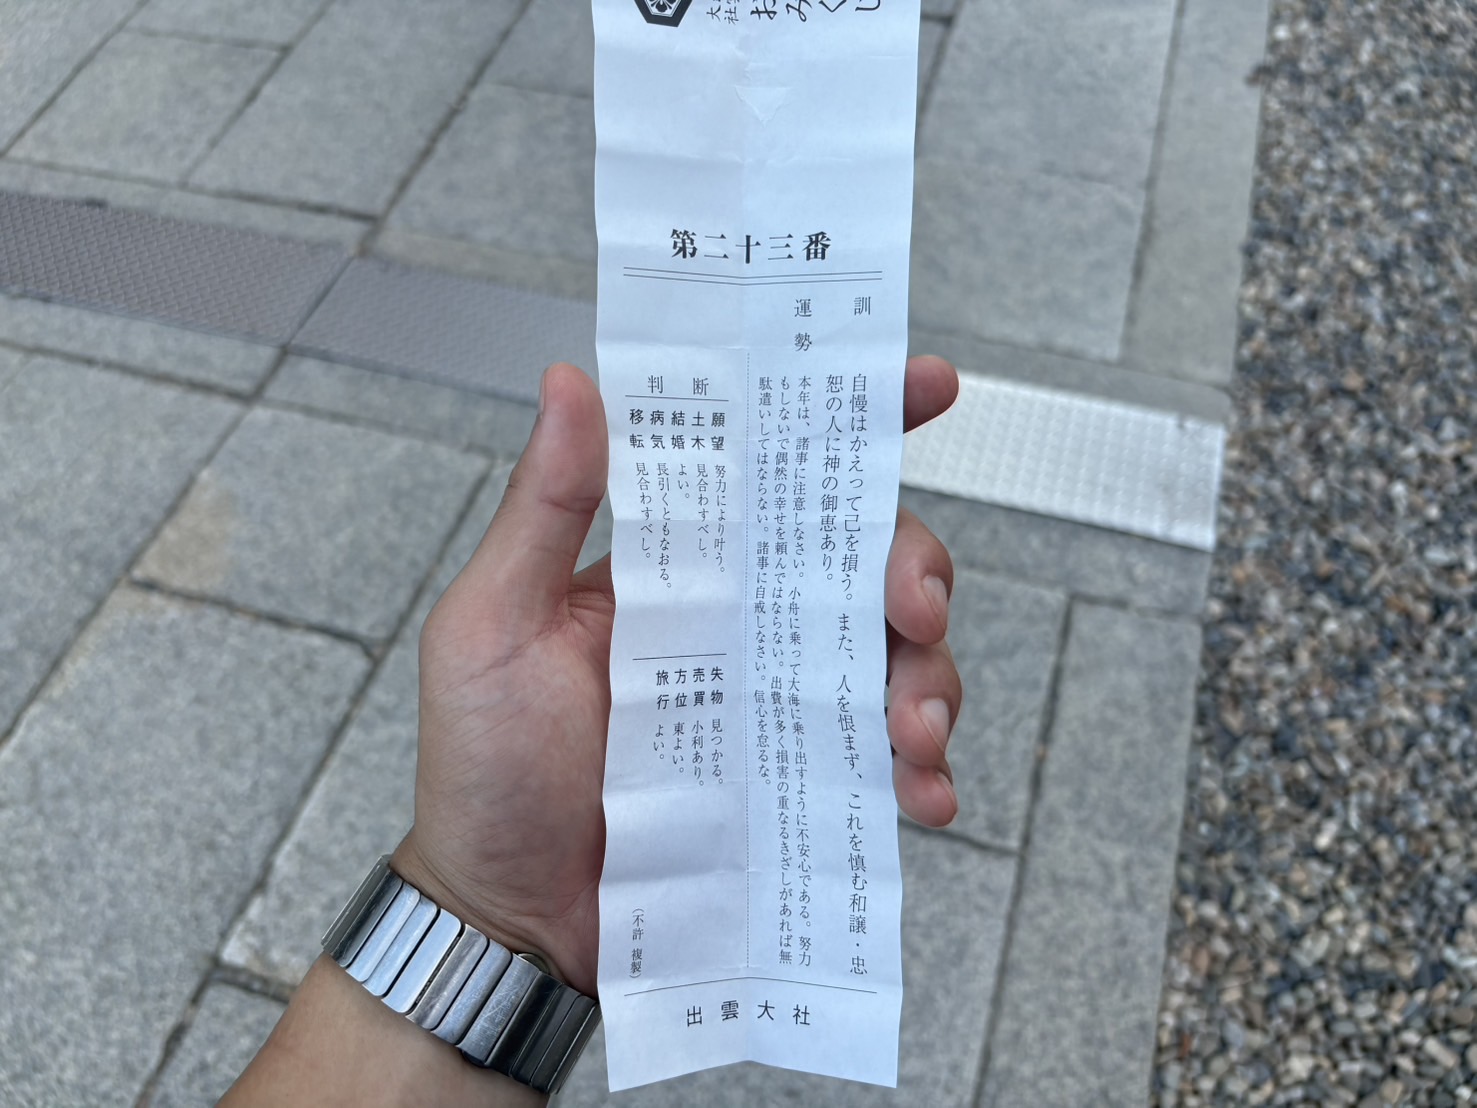 おみくじ
第二十三番
訓
自慢はかえって己を損う。また、人を恨まず、これを慎む和譲・忠
恕の人に神の御恵あり。
運勢
本年は、諸事に注意しなさい。小舟に乗って大海に乗り出すように不安心である。努力
もしないで偶然の幸せを頼んではならない。出費が多く損害の重なるきざしがあれば無
駄遣いしてはならない。諸事に自戒しなさい。信心を怠るな。
判断
願望 努力により叶う。
土木 見合わすべし。
結婚 よい。
病気 長引くともなおる。
移転 見合わすべし。
失物 見つかる。
売買 小利あり。
方位 東よい。
旅行 よい。
(不許複製)
出雲大社